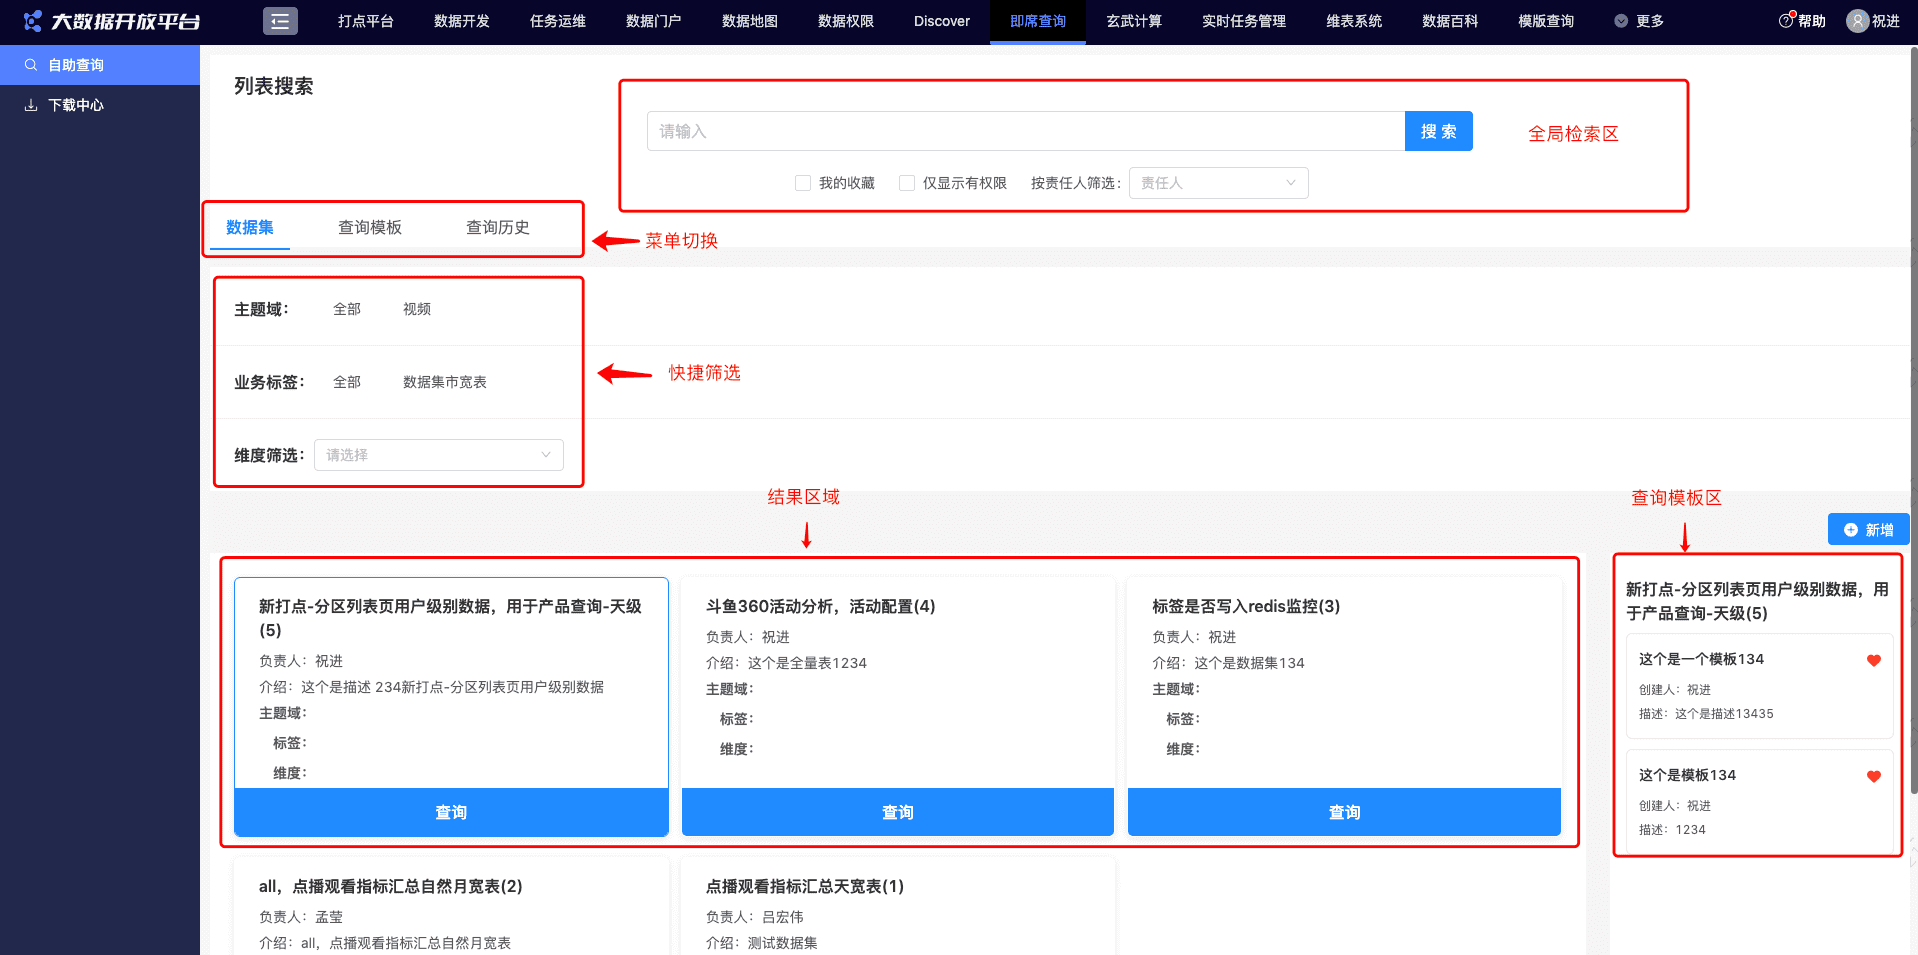 大数据开放平台
打点平台 数据开发 任务运维 数据门户 数据地图 数据权限 Discover 即席查询 玄武计算 实时任务管理 维表系统 数据百科 模版查询 更多 帮助 祝进
自助查询
下载中心
列表搜索
请输入 搜 索
全局检索区
我的收藏 仅显示有权限 按责任人筛选： 责任人
数据集 查询模板 查询历史
菜单切换
主题域： 全部 视频
业务标签： 全部 数据集市宽表
快捷筛选
维度筛选： 请选择
结果区域
查询模板区
新增
新打点-分区列表页用户级别数据，用于产品查询-天级
(5)
负责人：祝进
介绍：这个是描述 234新打点-分区列表页用户级别数据
主题域：
标签：
维度：
查询
斗鱼360活动分析，活动配置(4)
负责人：祝进
介绍：这个是全量表1234
主题域：
标签：
维度：
查询
标签是否写入redis监控(3)
负责人：祝进
介绍：这个是数据集134
主题域：
标签：
维度：
查询
新打点-分区列表页用户级别数据，用
于产品查询-天级(5)
这个是一个模板134
创建人：祝进
描述：这个是描述13435
这个是模板134
创建人：祝进
描述：1234
all，点播观看指标汇总自然月宽表(2)
负责人：孟莹
介绍：all，点播观看指标汇总自然月宽表
点播观看指标汇总天宽表(1)
负责人：吕宏伟
介绍：测试数据集